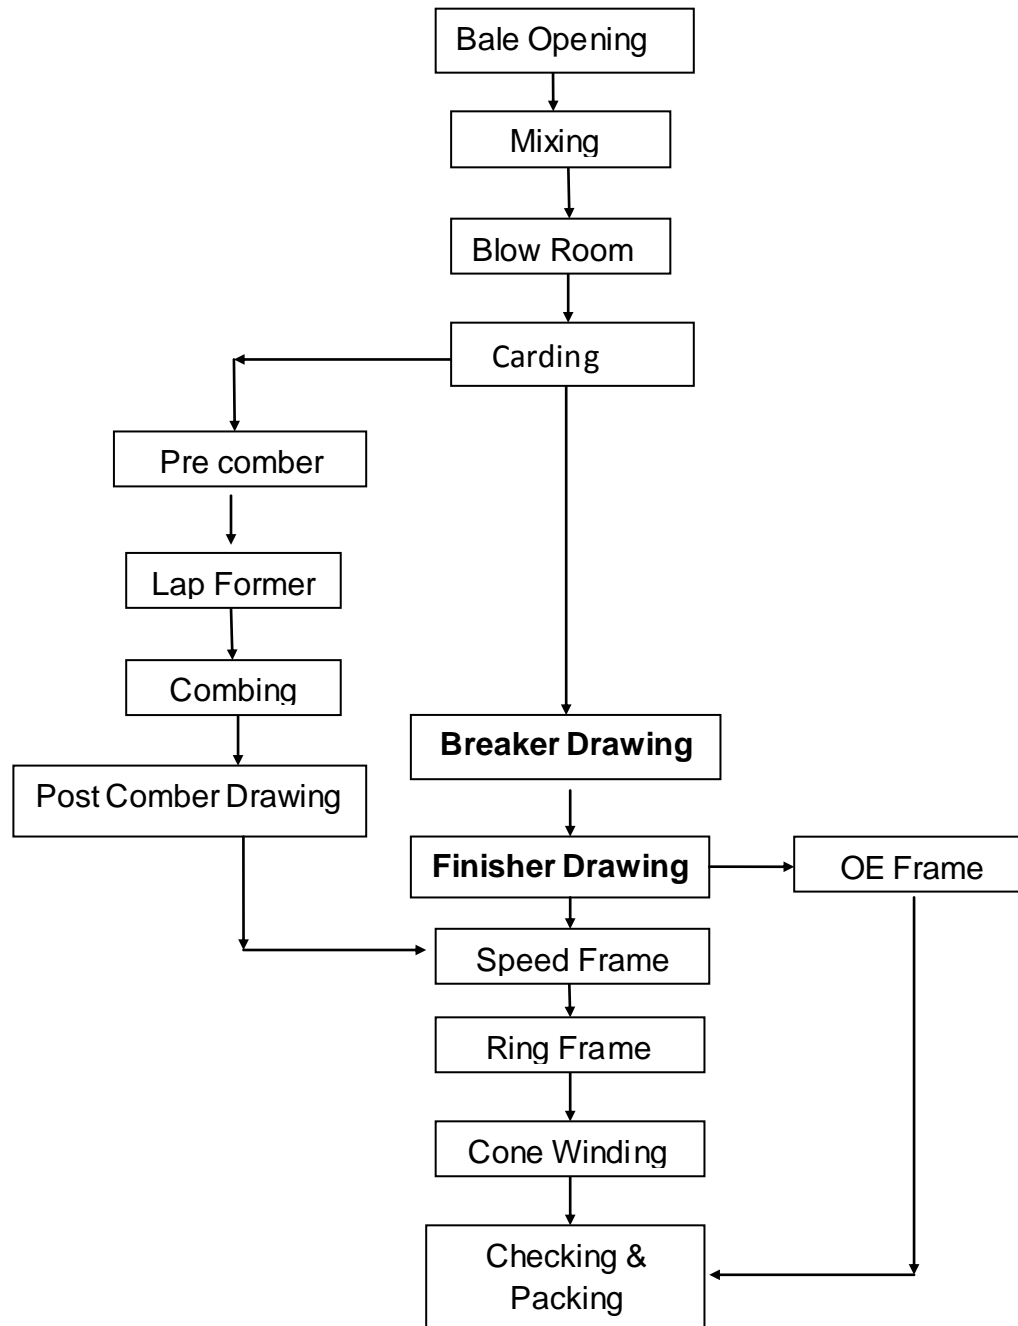 Bale Opening
Mixing
Blow Room
Carding
Pre comber
Lap Former
Combing
Breaker Drawing
Post Comber Drawing
Finisher Drawing
OE Frame
Speed Frame
Ring Frame
Cone Winding
Checking &
Packing